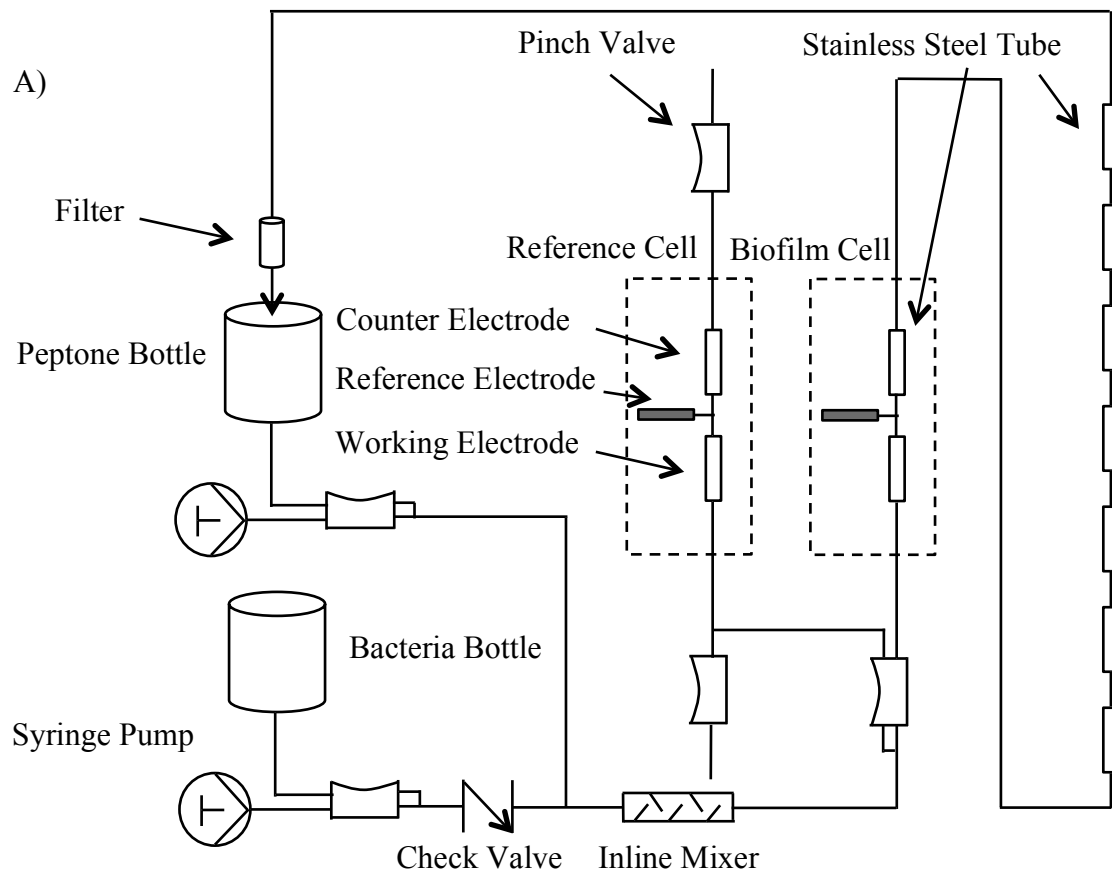 Pinch Valve
Stainless Steel Tube
A)
Filter
Reference Cell
Biofilm Cell
Counter Electrode
Peptone Bottle
Reference Electrode
Working Electrode
Bacteria Bottle
Syringe Pump
Check Valve
Inline Mixer